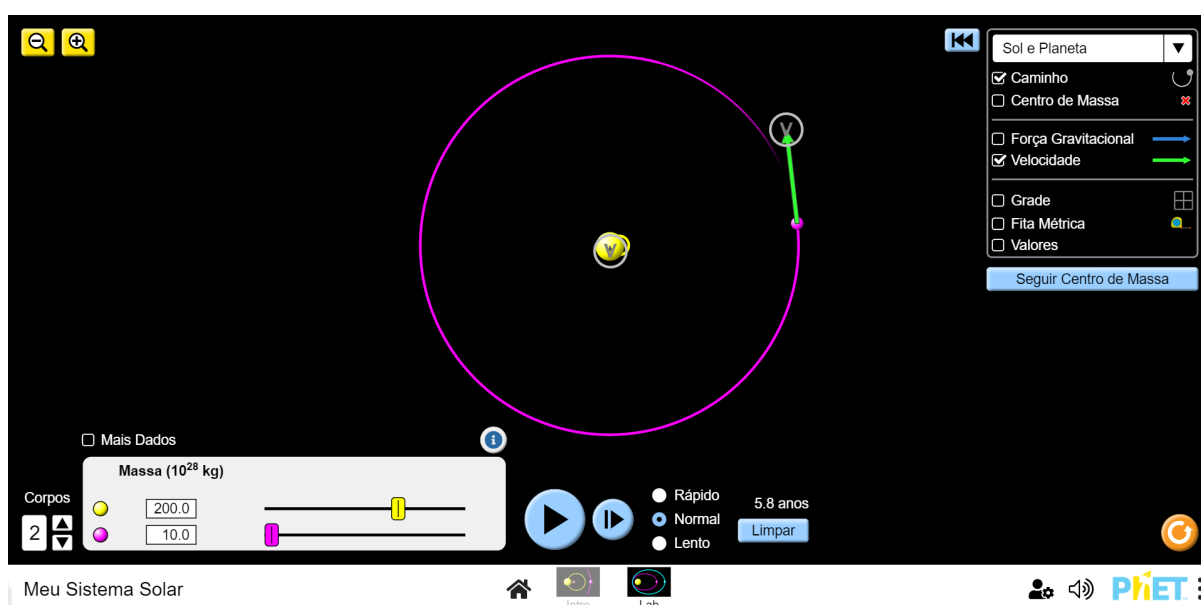 Sol e Planeta
Caminho
Centro de Massa
Força Gravitacional
Velocidade
Grade
Fita Métrica
Valores
Seguir Centro de Massa
V
V
Mais Dados
Massa (10²⁸ kg)
Corpos
2
200.0
10.0
Rápido
Normal
Lento
5.8 anos
Limpar
Meu Sistema Solar
Intro
Lab
PhET